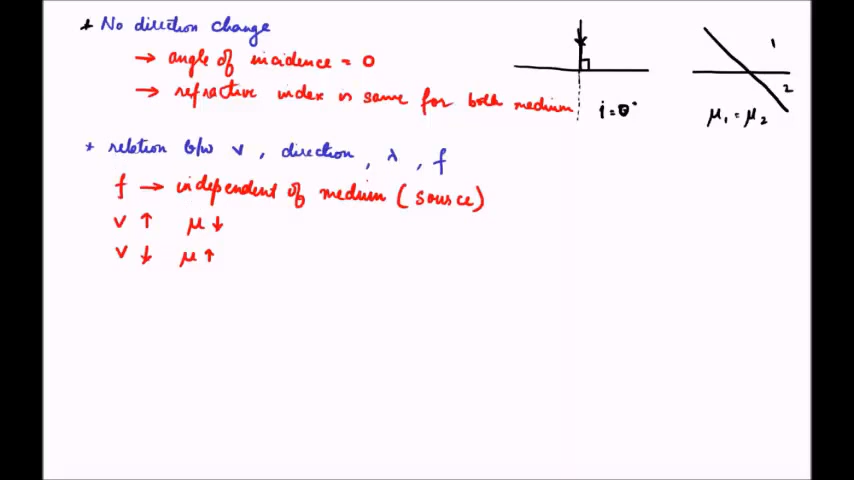 * No direction change
→ angle of incidence = 0
→ refractive index is same for both medium
i = 0°
1
2
μ₁ = μ₂
* relation b/w v, direction, λ, f
f → independent of medium (source)
v ↑ μ ↓
v ↓ μ ↑